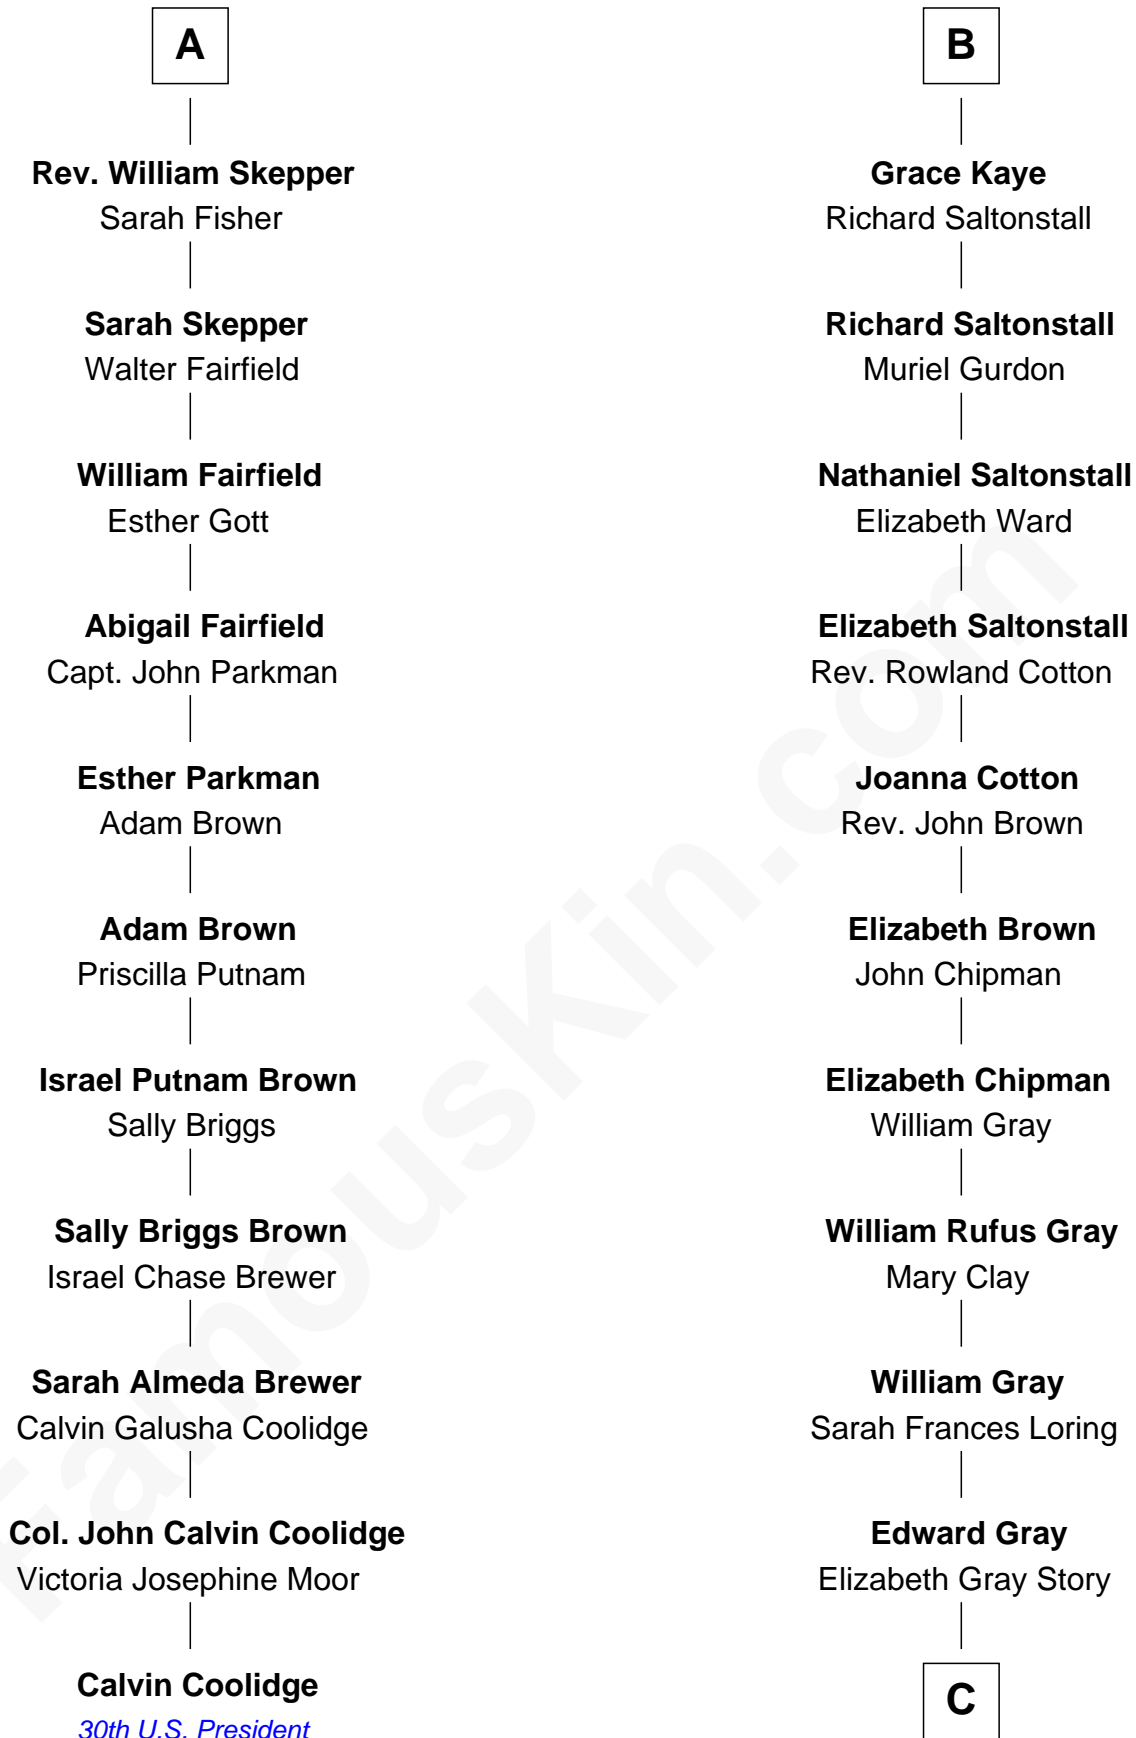 A
Rev. William Skepper
Sarah Fisher
Sarah Skepper
Walter Fairfield
William Fairfield
Esther Gott
Abigail Fairfield
Capt. John Parkman
Esther Parkman
Adam Brown
Adam Brown
Priscilla Putnam
Israel Putnam Brown
Sally Briggs
Sally Briggs Brown
Israel Chase Brewer
Sarah Almeda Brewer
Calvin Galusha Coolidge
Col. John Calvin Coolidge
Victoria Josephine Moor
Calvin Coolidge
30th U.S. President
B
Grace Kaye
Richard Saltonstall
Richard Saltonstall
Muriel Gurdon
Nathaniel Saltonstall
Elizabeth Ward
Elizabeth Saltonstall
Rev. Rowland Cotton
Joanna Cotton
Rev. John Brown
Elizabeth Brown
John Chipman
Elizabeth Chipman
William Gray
William Rufus Gray
Mary Clay
William Gray
Sarah Frances Loring
Edward Gray
Elizabeth Gray Story
C
FamousKin.com